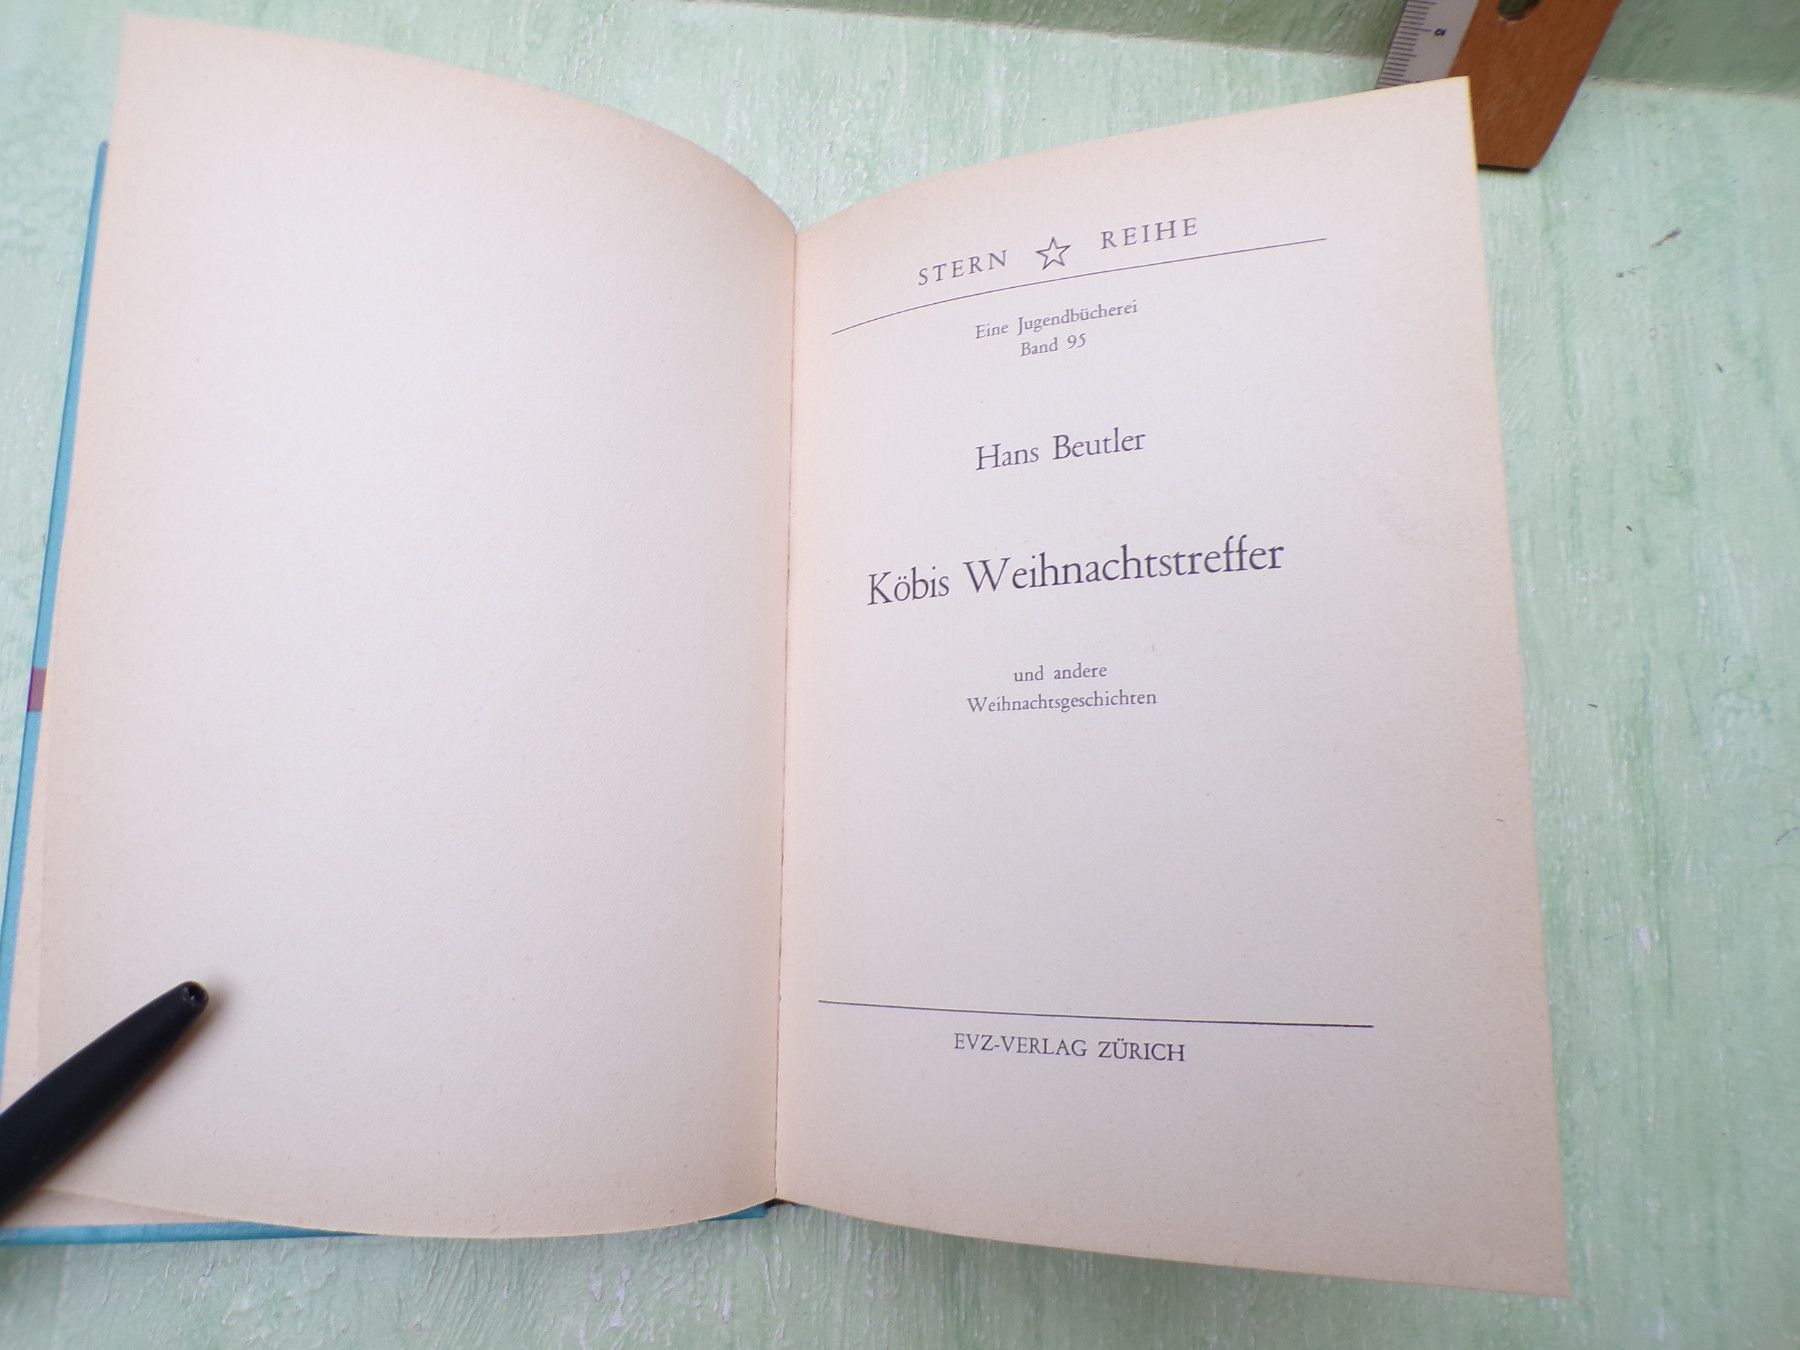 STERN ☆ REIHE
Eine Jugendbücherei
Band 95
Hans Beutler
Köbis Weihnachtstreffer
und andere
Weihnachtsgeschichten
EVZ-VERLAG ZÜRICH